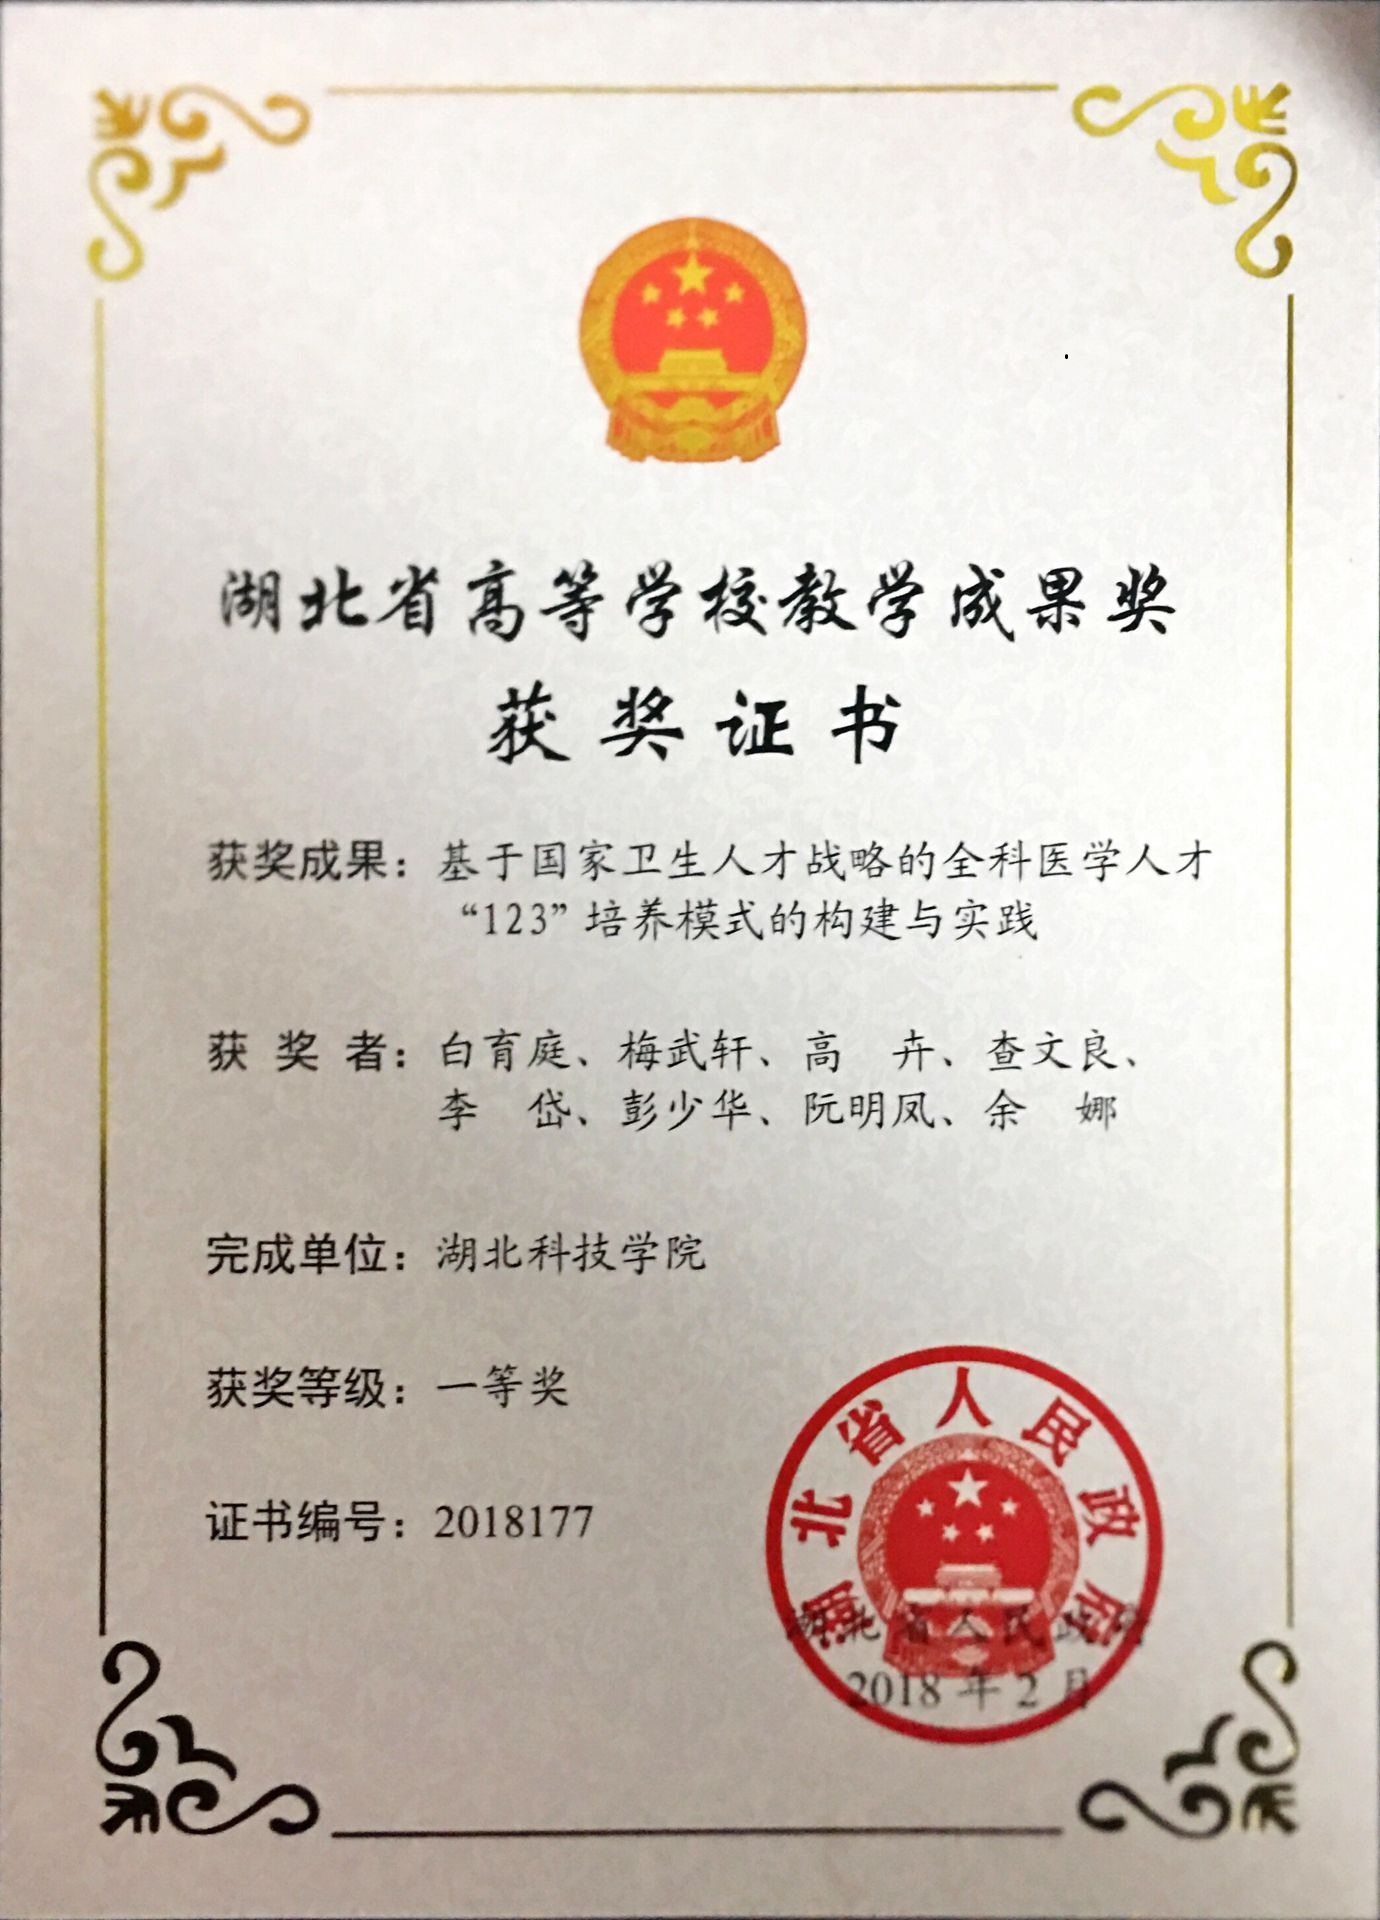 湖北省高等学校教学成果奖
获奖证书
获奖成果：基于国家卫生人才战略的全科医学人才
“123”培养模式的构建与实践
获 奖 者：白育庭、梅武轩、高　卉、查文良、
李　岱、彭少华、阮明凤、余　娜
完成单位：湖北科技学院
获奖等级：一等奖
证书编号：2018177
湖北省人民政府
湖北省人民政府
2018 年 2 月